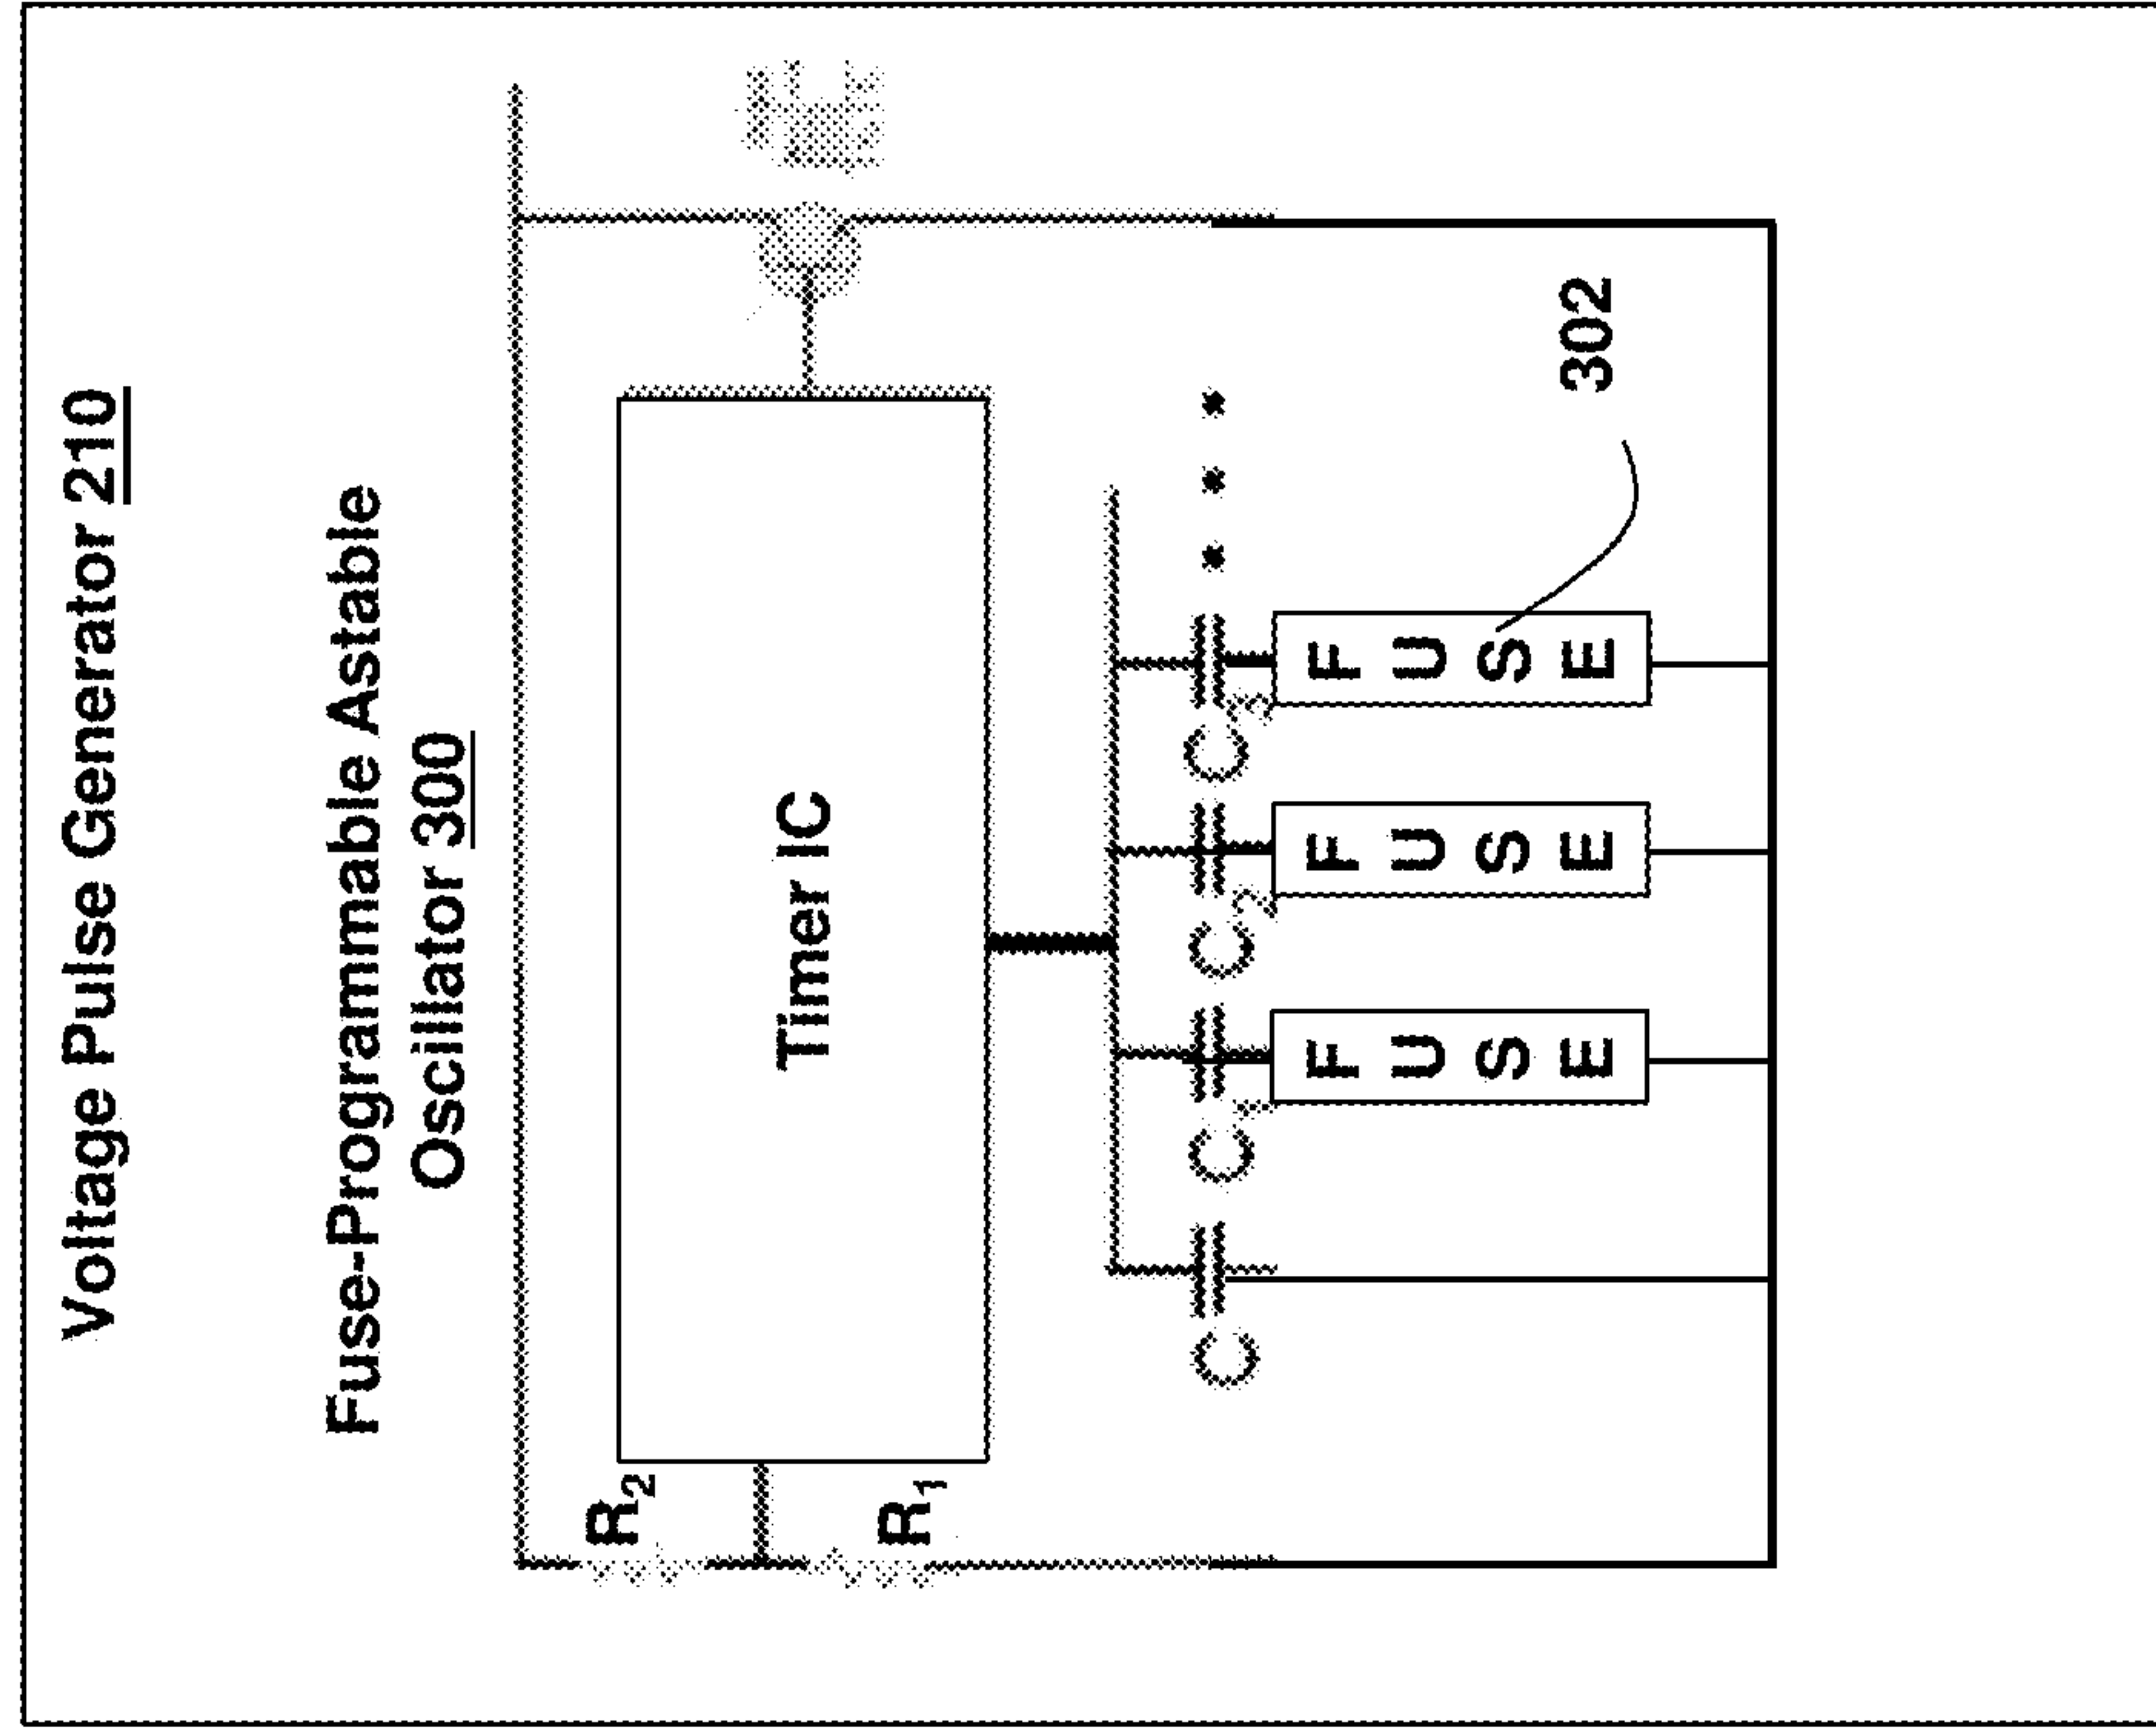 Voltage Pulse Generator 210
Fuse-Programmable Astable
Oscillator 300
R2
Timer IC
R1
C
C1
C2
C3
FUSE
FUSE
FUSE
302